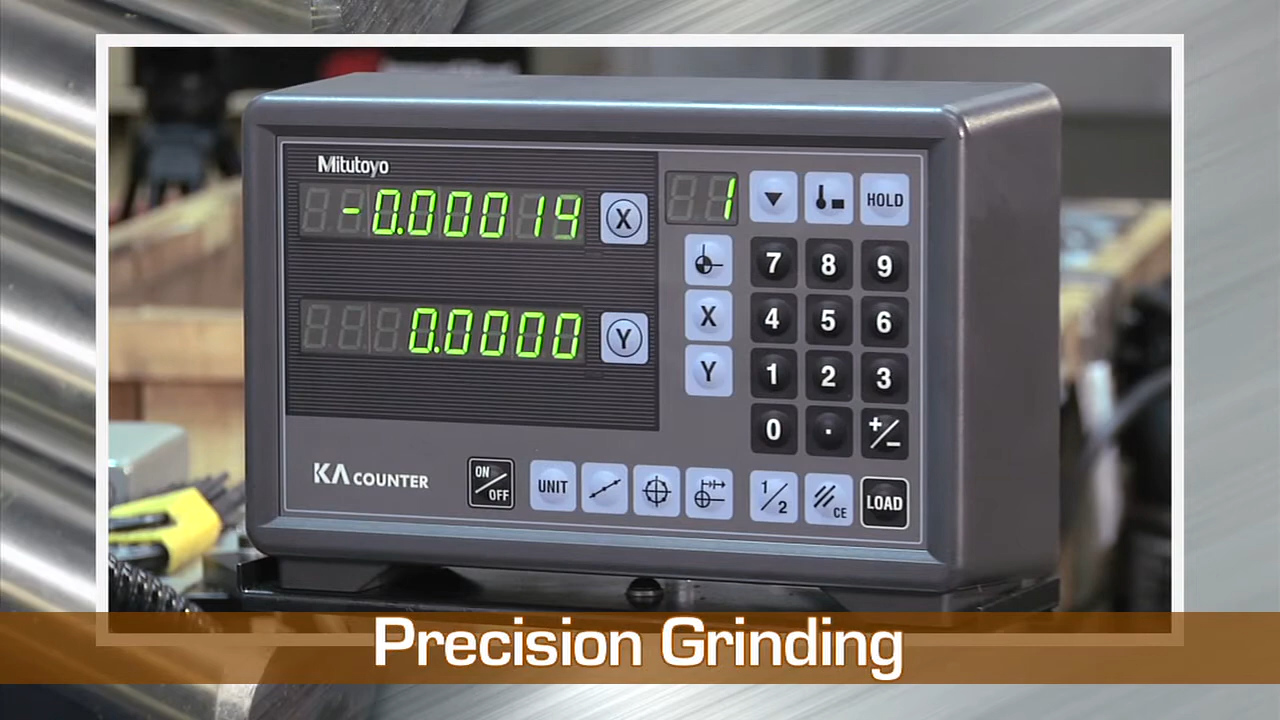 Mitutoyo
-0.00019 X
0.0000 Y
1 HOLD
7 8 9
X 4 5 6
Y 1 2 3
0 . +/-
KA COUNTER
ON/OFF UNIT 1/2 CE LOAD
Precision Grinding